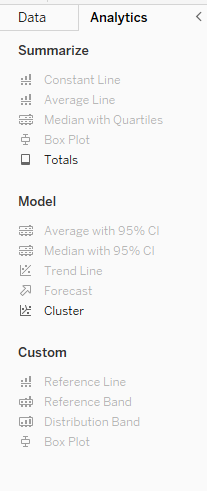 Data Analytics
Summarize
Constant Line
Average Line
Median with Quartiles
Box Plot
Totals
Model
Average with 95% CI
Median with 95% CI
Trend Line
Forecast
Cluster
Custom
Reference Line
Reference Band
Distribution Band
Box Plot